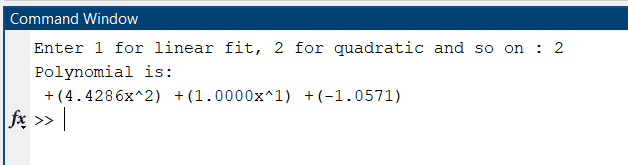 Command Window
Enter 1 for linear fit, 2 for quadratic and so on : 2
Polynomial is:
+(4.4286x^2) +(1.0000x^1) +(-1.0571)
fx >>